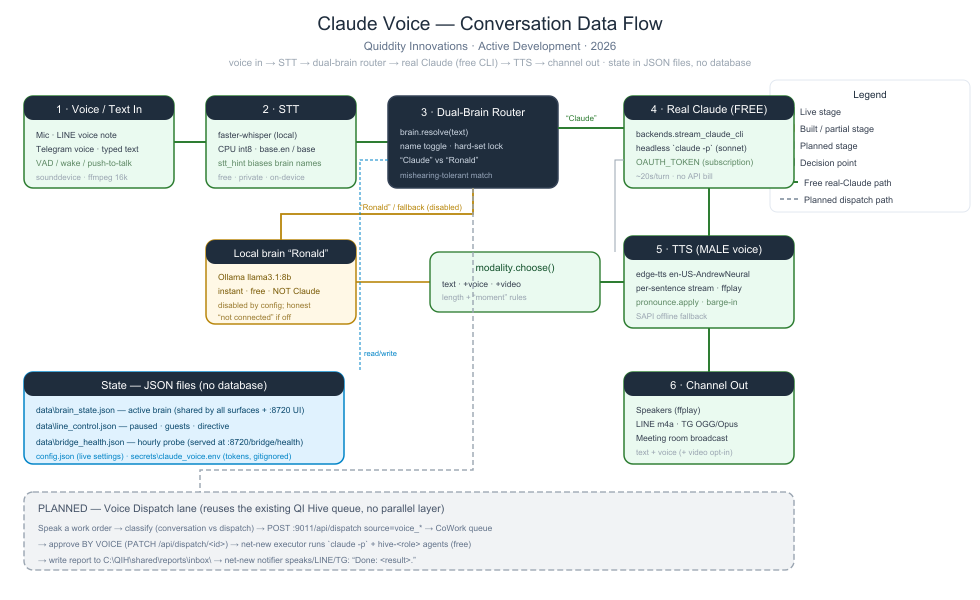 Claude Voice — Conversation Data Flow
Quiddity Innovations · Active Development · 2026
voice in → STT → dual-brain router → real Claude (free CLI) → TTS → channel out · state in JSON files, no database
1 · Voice / Text In
Mic · LINE voice note
Telegram voice · typed text
VAD / wake / push-to-talk
sounddevice · ffmpeg 16k
2 · STT
faster-whisper (local)
CPU int8 · base.en / base
stt_hint biases brain names
free · private · on-device
3 · Dual-Brain Router
brain.resolve(text)
name toggle · hard-set lock
“Claude” vs “Ronald”
mishearing-tolerant match
“Claude”
4 · Real Claude (FREE)
backends.stream_claude_cli
headless `claude -p` (sonnet)
OAUTH_TOKEN (subscription)
~20s/turn · no API bill
Legend
Live stage
Built / partial stage
Planned stage
Decision point
Free real-Claude path
Planned dispatch path
Ronald” / fallback (disabled)
Local brain “Ronald”
Ollama llama3.1:8b
instant · free · NOT Claude
disabled by config; honest
“not connected” if off
modality.choose()
text · +voice · +video
length + “moment” rules
5 · TTS (MALE voice)
edge-tts en-US-AndrewNeural
per-sentence stream · ffplay
pronounce.apply · barge-in
SAPI offline fallback
read/write
State — JSON files (no database)
data\brain_state.json — active brain (shared by all surfaces + :8720 UI)
data\line_control.json — paused · guests · directive
data\bridge_health.json — hourly probe (served at :8720/bridge/health)
config.json (live settings) · secrets\claude_voice.env (tokens, gitignored)
6 · Channel Out
Speakers (ffplay)
LINE m4a · TG OGG/Opus
Meeting room broadcast
text + voice (+ video opt-in)
PLANNED — Voice Dispatch lane (reuses the existing QI Hive queue, no parallel layer)
Speak a work order → classify (conversation vs dispatch) → POST :9011/api/dispatch source=voice_* → CoWork queue
→ approve BY VOICE (PATCH /api/dispatch/<id>) → net-new executor runs `claude -p` + hive-<role> agents (free)
→ write report to C:\QIH\shared\reports\inbox\ → net-new notifier speaks/LINE/TG: “Done: <result>.”